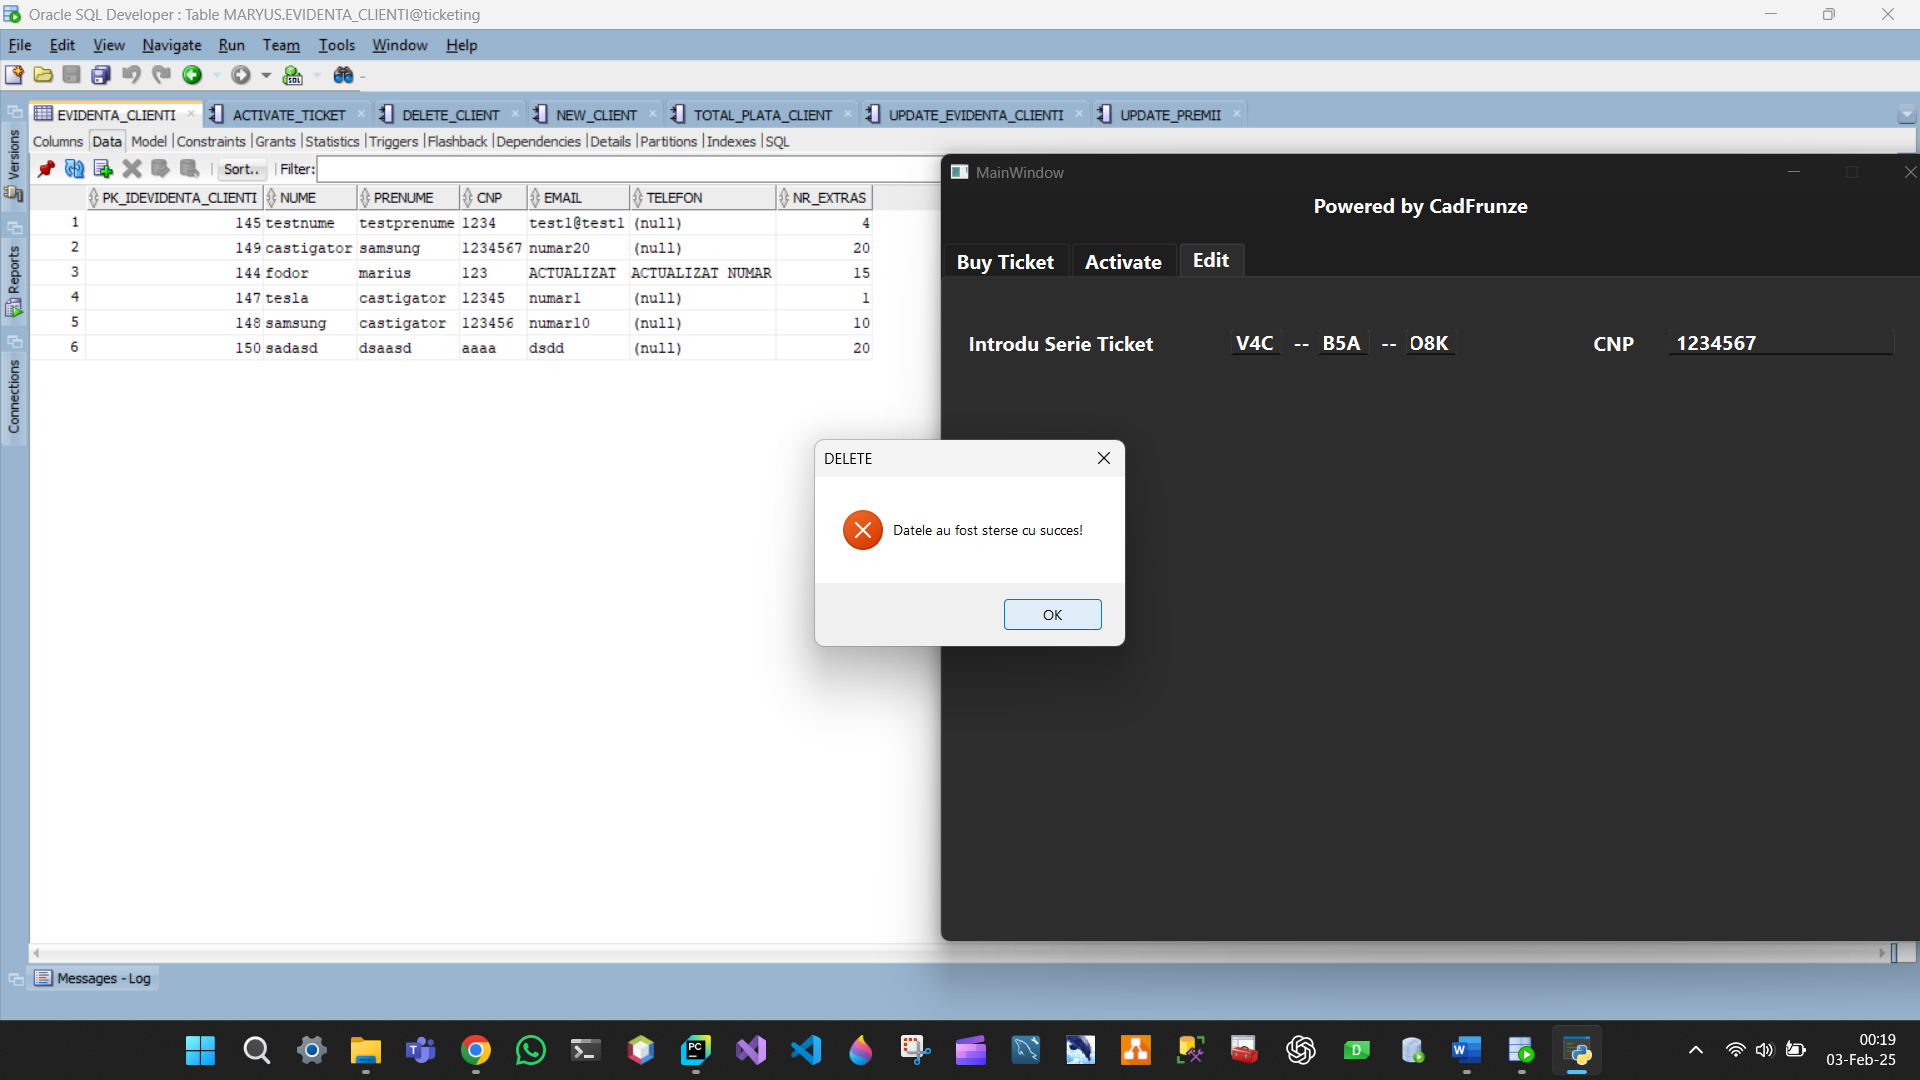 Oracle SQL Developer : Table MARYUS.EVIDENTA_CLIENTI@ticketing
File Edit View Navigate Run Team Tools Window Help
EVIDENTA_CLIENTI ACTIVATE_TICKET DELETE_CLIENT NEW_CLIENT TOTAL_PLATA_CLIENT UPDATE_EVIDENTA_CLIENTI UPDATE_PREMII
Columns Data Model Constraints Grants Statistics Triggers Flashback Dependencies Details Partitions Indexes SQL
Sort.. Filter:
PK_IDEVIDENTA_CLIENTI NUME PRENUME CNP EMAIL TELEFON NR_EXTRAS
1 145 testnume testprenume 1234 test1@test1 (null) 4
2 149 castigator samsung 1234567 numar20 (null) 20
3 144 fodor marius 123 ACTUALIZAT ACTUALIZAT NUMAR 15
4 147 tesla castigator 12345 numar1 (null) 1
5 148 samsung castigator 123456 numar10 (null) 10
6 150 sadasd dsaasd aaaa dsdd (null) 20
Versions
Reports
Connections
MainWindow
Powered by CadFrunze
Buy Ticket Activate Edit
Introdu Serie Ticket V4C -- B5A -- O8K CNP 1234567
DELETE
Datele au fost sterse cu succes!
OK
Messages - Log
00:19
03-Feb-25